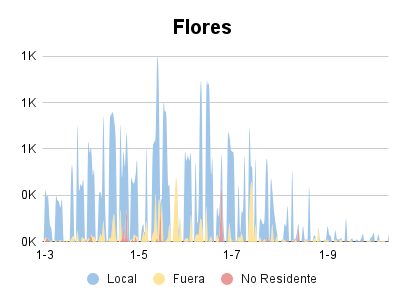 Flores
1K
1K
1K
0K
0K
1-3 1-5 1-7 1-9
Local Fuera No Residente